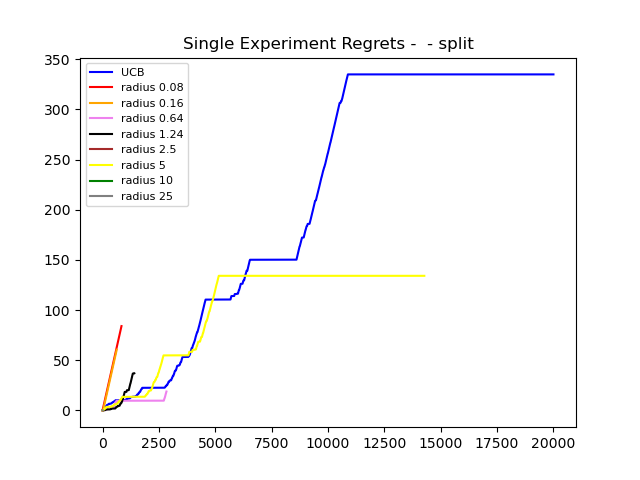 Single Experiment Regrets -  - split
350
300
250
200
150
100
50
0
UCB
radius 0.08
radius 0.16
radius 0.64
radius 1.24
radius 2.5
radius 5
radius 10
radius 25
0 2500 5000 7500 10000 12500 15000 17500 20000